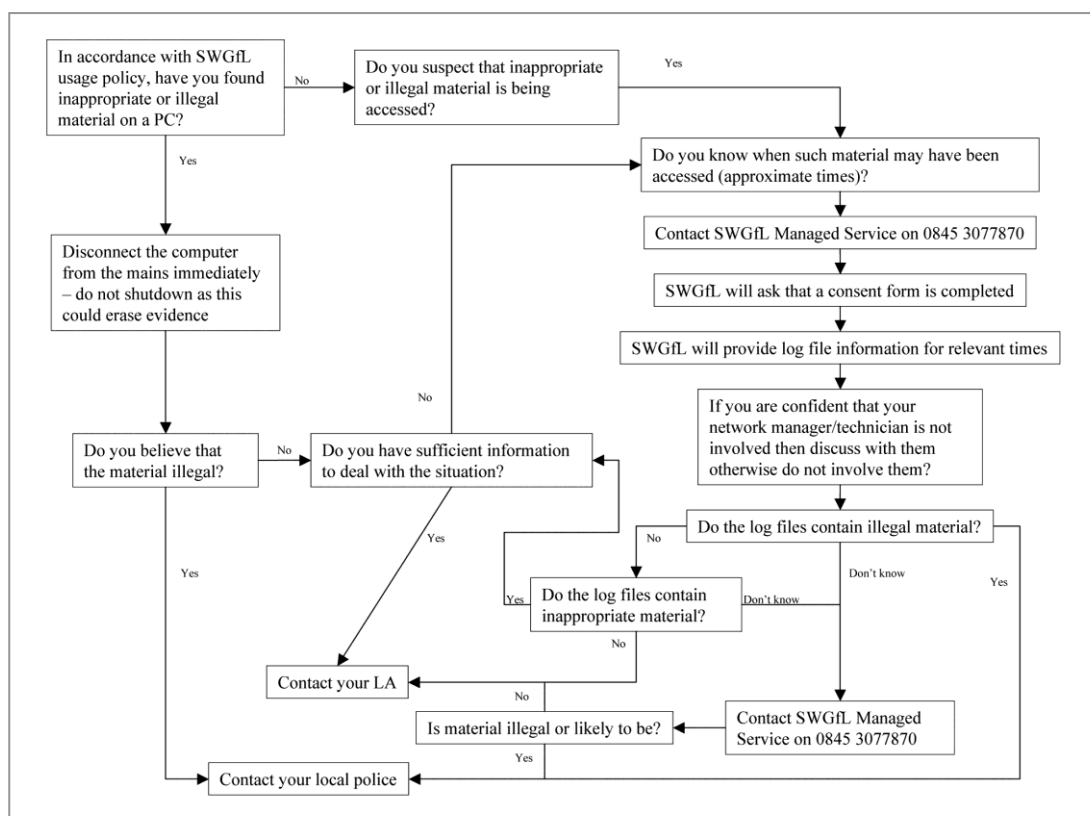 In accordance with SWGfL
usage policy, have you found
inappropriate or illegal
material on a PC?
No
Do you suspect that inappropriate
or illegal material is being
accessed?
Yes
Yes
Do you know when such material may have been
accessed (approximate times)?
Contact SWGfL Managed Service on 0845 3077870
Disconnect the computer
from the mains immediately
– do not shutdown as this
could erase evidence
SWGfL will ask that a consent form is completed
SWGfL will provide log file information for relevant times
No
If you are confident that your
network manager/technician is not
involved then discuss with them
otherwise do not involve them?
Do you believe that
the material illegal?
No
Do you have sufficient information
to deal with the situation?
Do the log files contain illegal material?
Yes
No
Don't know
Yes
Yes
Do the log files contain
inappropriate material?
Yes
Don't know
No
Contact your LA
No
Is material illegal or likely to be?
Contact SWGfL Managed
Service on 0845 3077870
Yes
Contact your local police